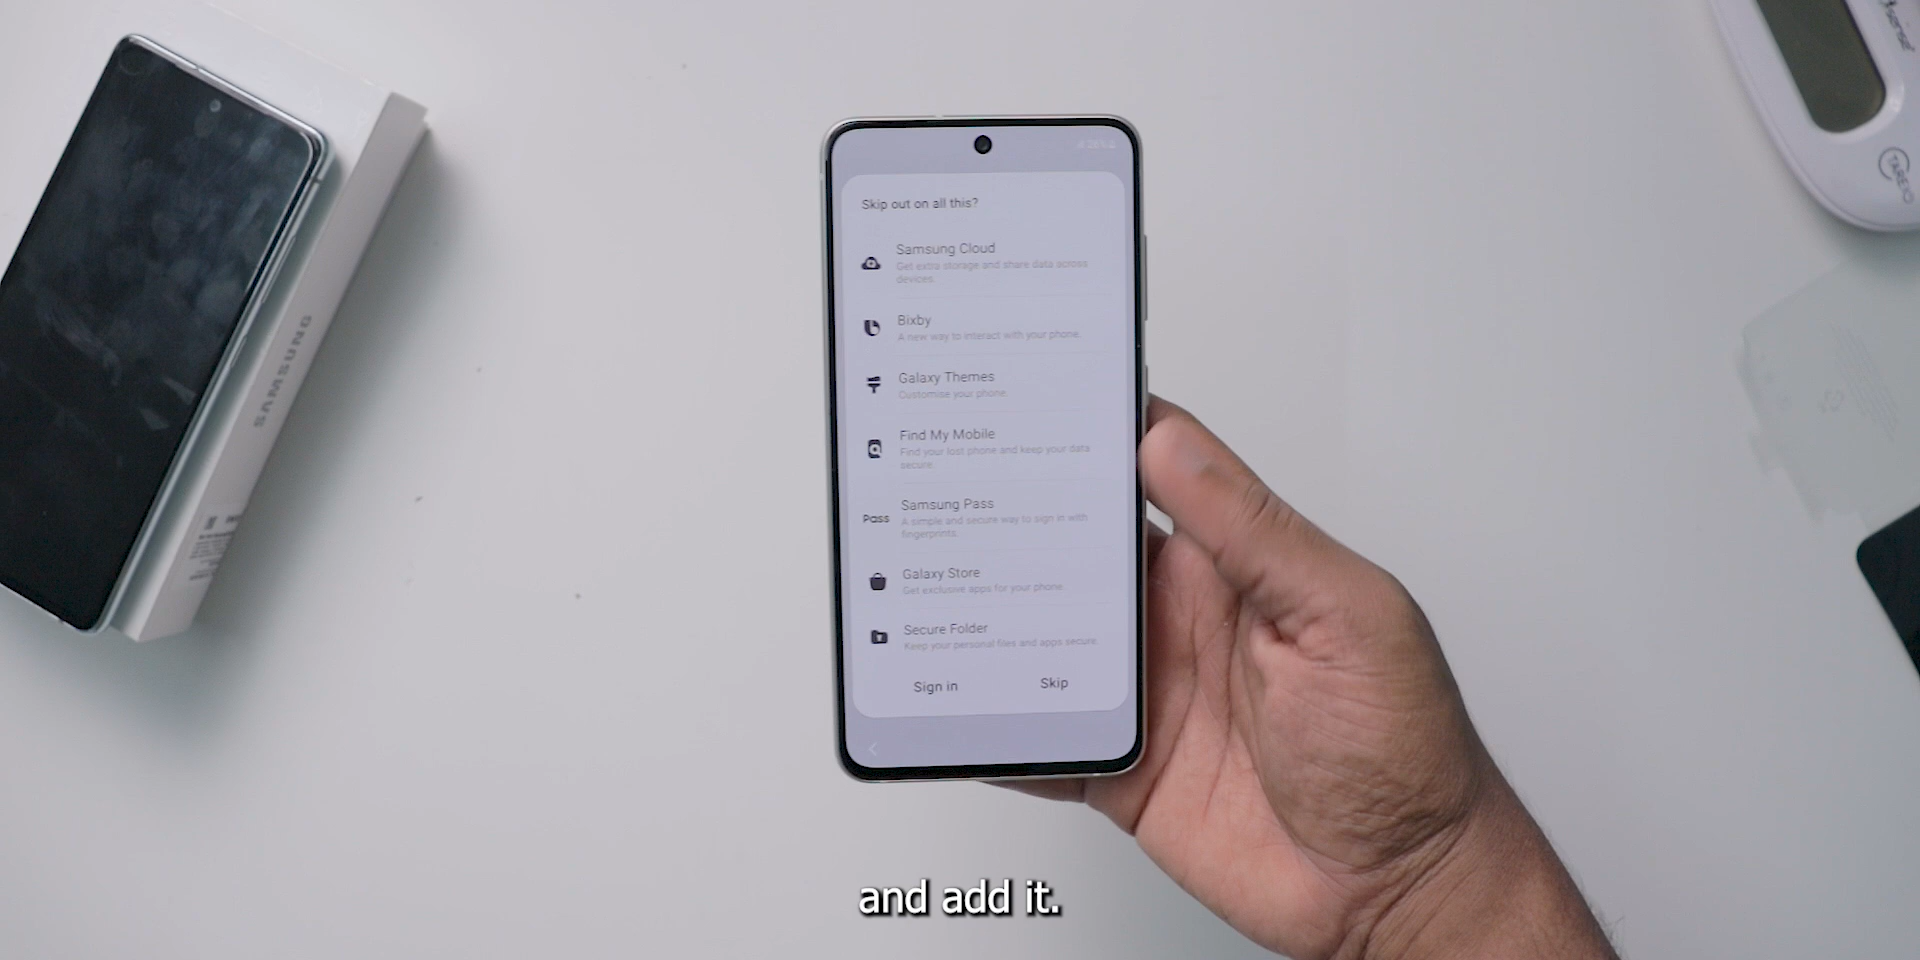 Skip out on all this?
Samsung Cloud
Get extra storage and share data across
devices.
Bixby
A new way to interact with your phone.
Galaxy Themes
Customise your phone.
Find My Mobile
Find your lost phone and keep your data
secure.
Pass
Samsung Pass
A simple and secure way to sign in with
fingerprints.
Galaxy Store
Get exclusive apps for your phone.
Secure Folder
Keep your personal files and apps secure.
Sign in
Skip
SAMSUNG
and add it.